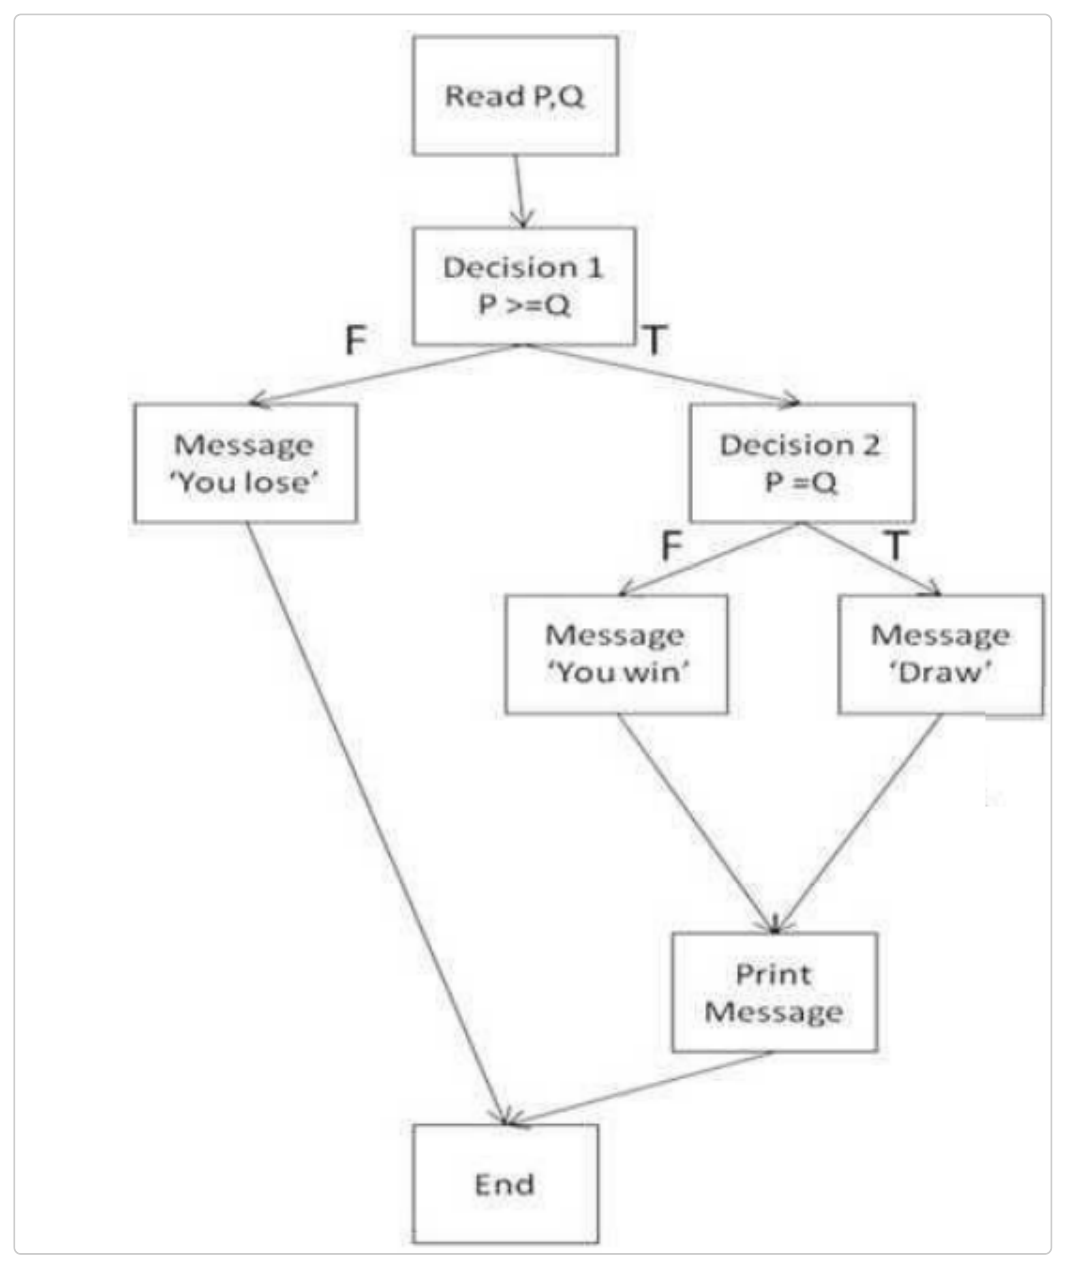 Read P,Q
Decision 1
P >=Q
F
T
Message
‘You lose’
Decision 2
P =Q
F
T
Message
‘You win’
Message
‘Draw’
Print
Message
End